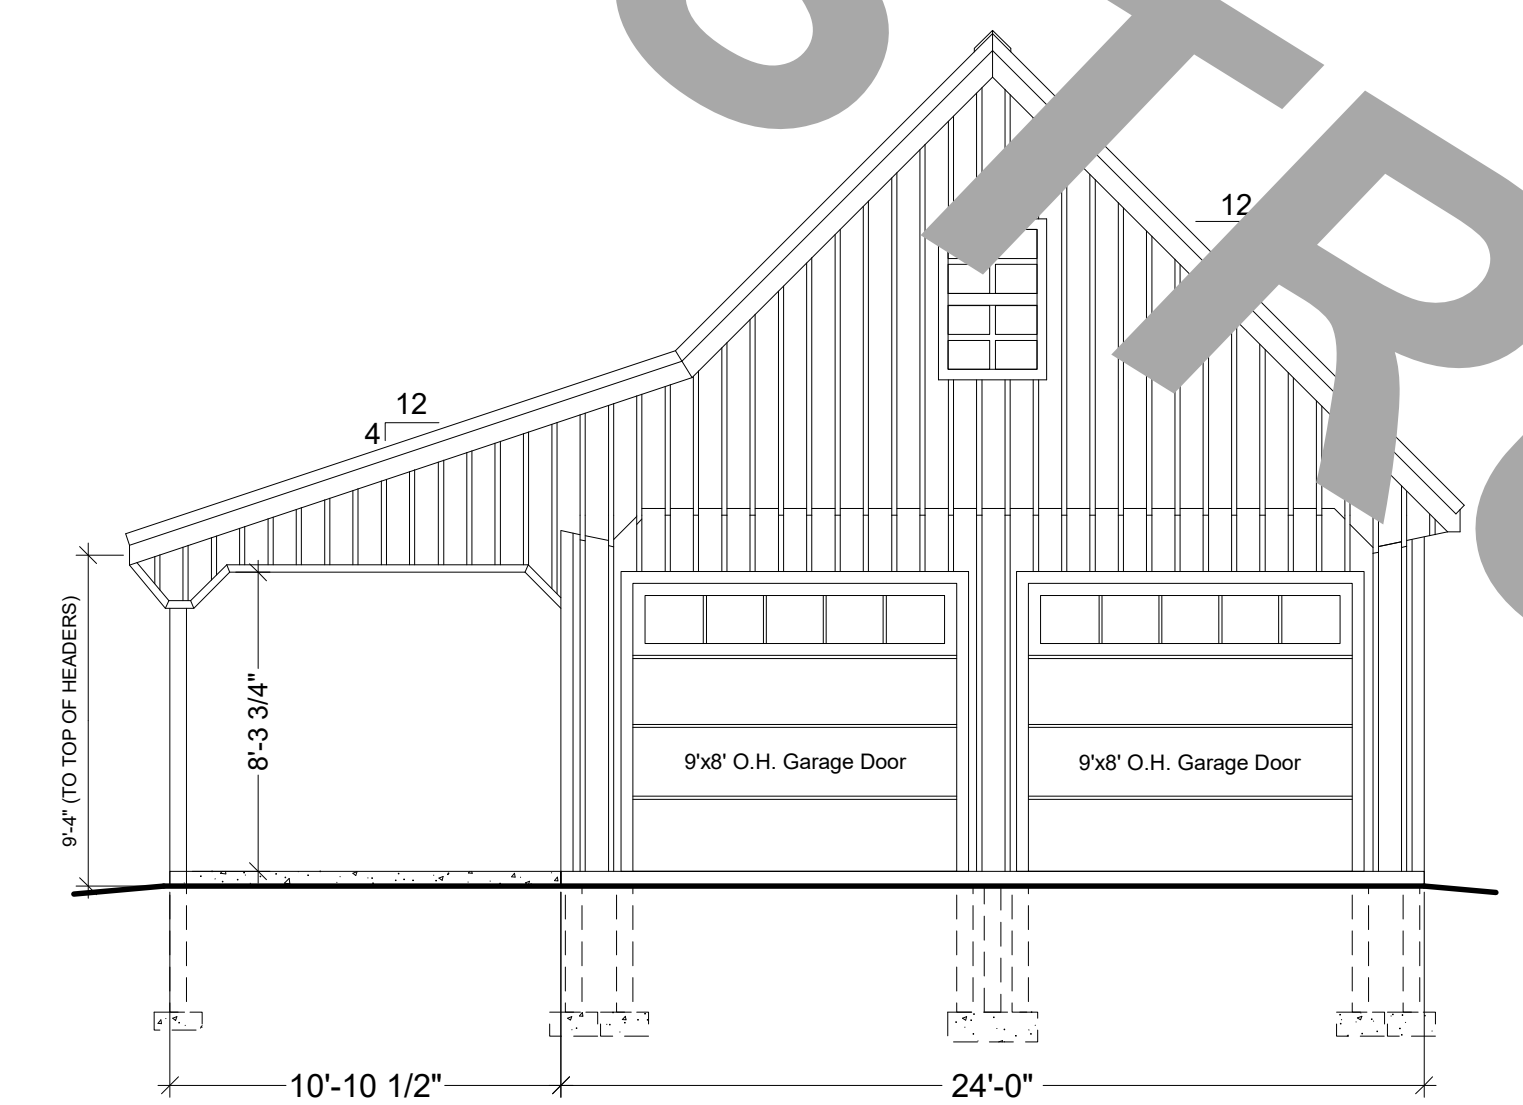 12
12
4
9'-4" (TO TOP OF HEADERS)
8'-3 3/4"
9'x8' O.H. Garage Door
9'x8' O.H. Garage Door
10'-10 1/2"
24'-0"